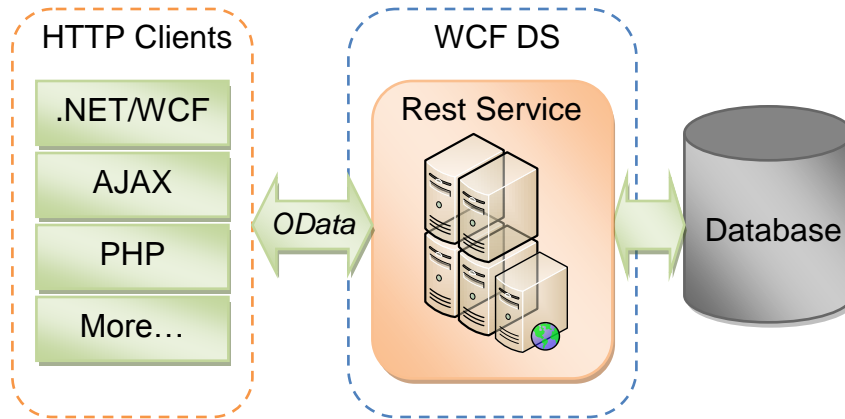 HTTP Clients
.NET/WCF
AJAX
PHP
More…
OData
WCF DS
Rest Service
Database